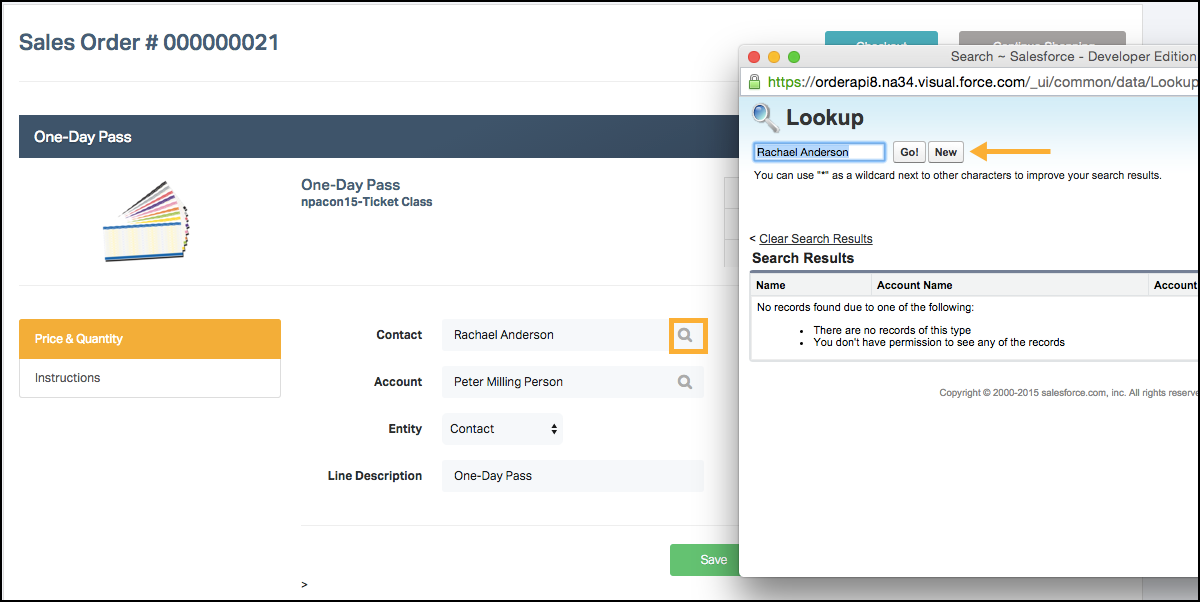 Sales Order # 000000021
One-Day Pass
One-Day Pass
npacon15-Ticket Class
Price & Quantity
Instructions
Contact
Rachael Anderson
Account
Peter Milling Person
Entity
Contact
Line Description
One-Day Pass
Save
>
Search ~ Salesforce - Developer Edition
https://orderapi8.na34.visual.force.com/_ui/common/data/Lookup
Lookup
Rachael Anderson
Go!
New
You can use "*" as a wildcard next to other characters to improve your search results.
< Clear Search Results
Search Results
Name
Account Name
Account
No records found due to one of the following:
• There are no records of this type
• You don't have permission to see any of the records
Copyright © 2000-2015 salesforce.com, inc. All rights reserve